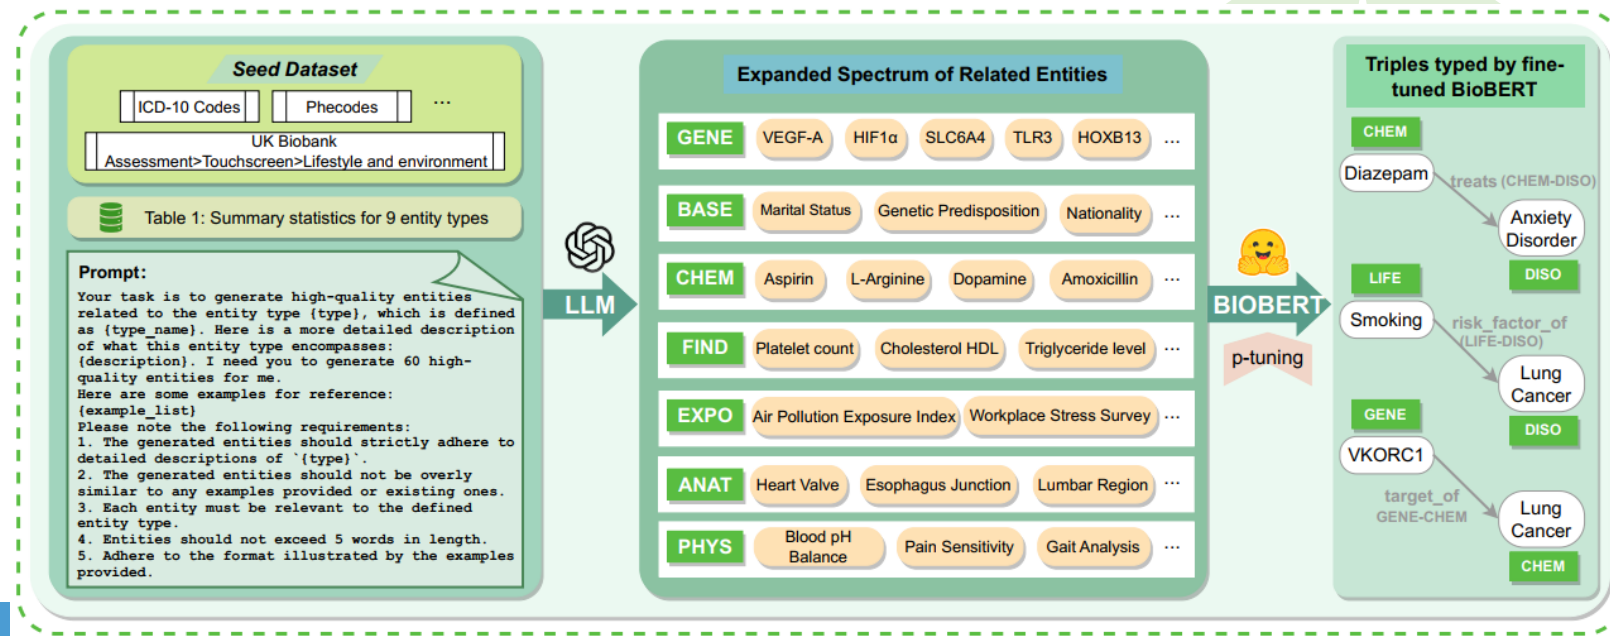 Seed Dataset
ICD-10 Codes
Phecodes
...
UK Biobank
Assessment>Touchscreen>Lifestyle and environment
Table 1: Summary statistics for 9 entity types
Prompt:
Your task is to generate high-quality entities
related to the entity type {type}, which is defined
as {type_name}. Here is a more detailed description
of what this entity type encompasses:
{description}. I need you to generate 60 high-
quality entities for me.
Here are some examples for reference:
{example_list}
Please note the following requirements:
1. The generated entities should strictly adhere to
detailed descriptions of `{type}`.
2. The generated entities should not be overly
similar to any examples provided or existing ones.
3. Each entity must be relevant to the defined
entity type.
4. Entities should not exceed 5 words in length.
5. Adhere to the format illustrated by the examples
provided.
LLM
Expanded Spectrum of Related Entities
GENE VEGF-A HIF1α SLC6A4 TLR3 HOXB13 ...
BASE Marital Status Genetic Predisposition Nationality ...
CHEM Aspirin L-Arginine Dopamine Amoxicillin ...
FIND Platelet count Cholesterol HDL Triglyceride level ...
EXPO Air Pollution Exposure Index Workplace Stress Survey ...
ANAT Heart Valve Esophagus Junction Lumbar Region ...
PHYS Blood pH Balance Pain Sensitivity Gait Analysis ...
BIOBERT
p-tuning
Triples typed by fine-
tuned BioBERT
CHEM
Diazepam
treats (CHEM-DISO)
Anxiety
Disorder
DISO
LIFE
Smoking
risk_factor_of
(LIFE-DISO)
Lung
Cancer
DISO
GENE
VKORC1
target_of
GENE-CHEM
Lung
Cancer
CHEM